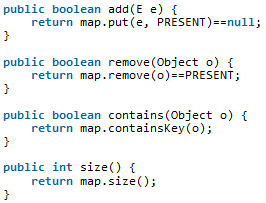 public boolean add(E e) {
    return map.put(e, PRESENT)==null;
}
public boolean remove(Object o) {
    return map.remove(o)==PRESENT;
}
public boolean contains(Object o) {
    return map.containsKey(o);
}
public int size() {
    return map.size();
}